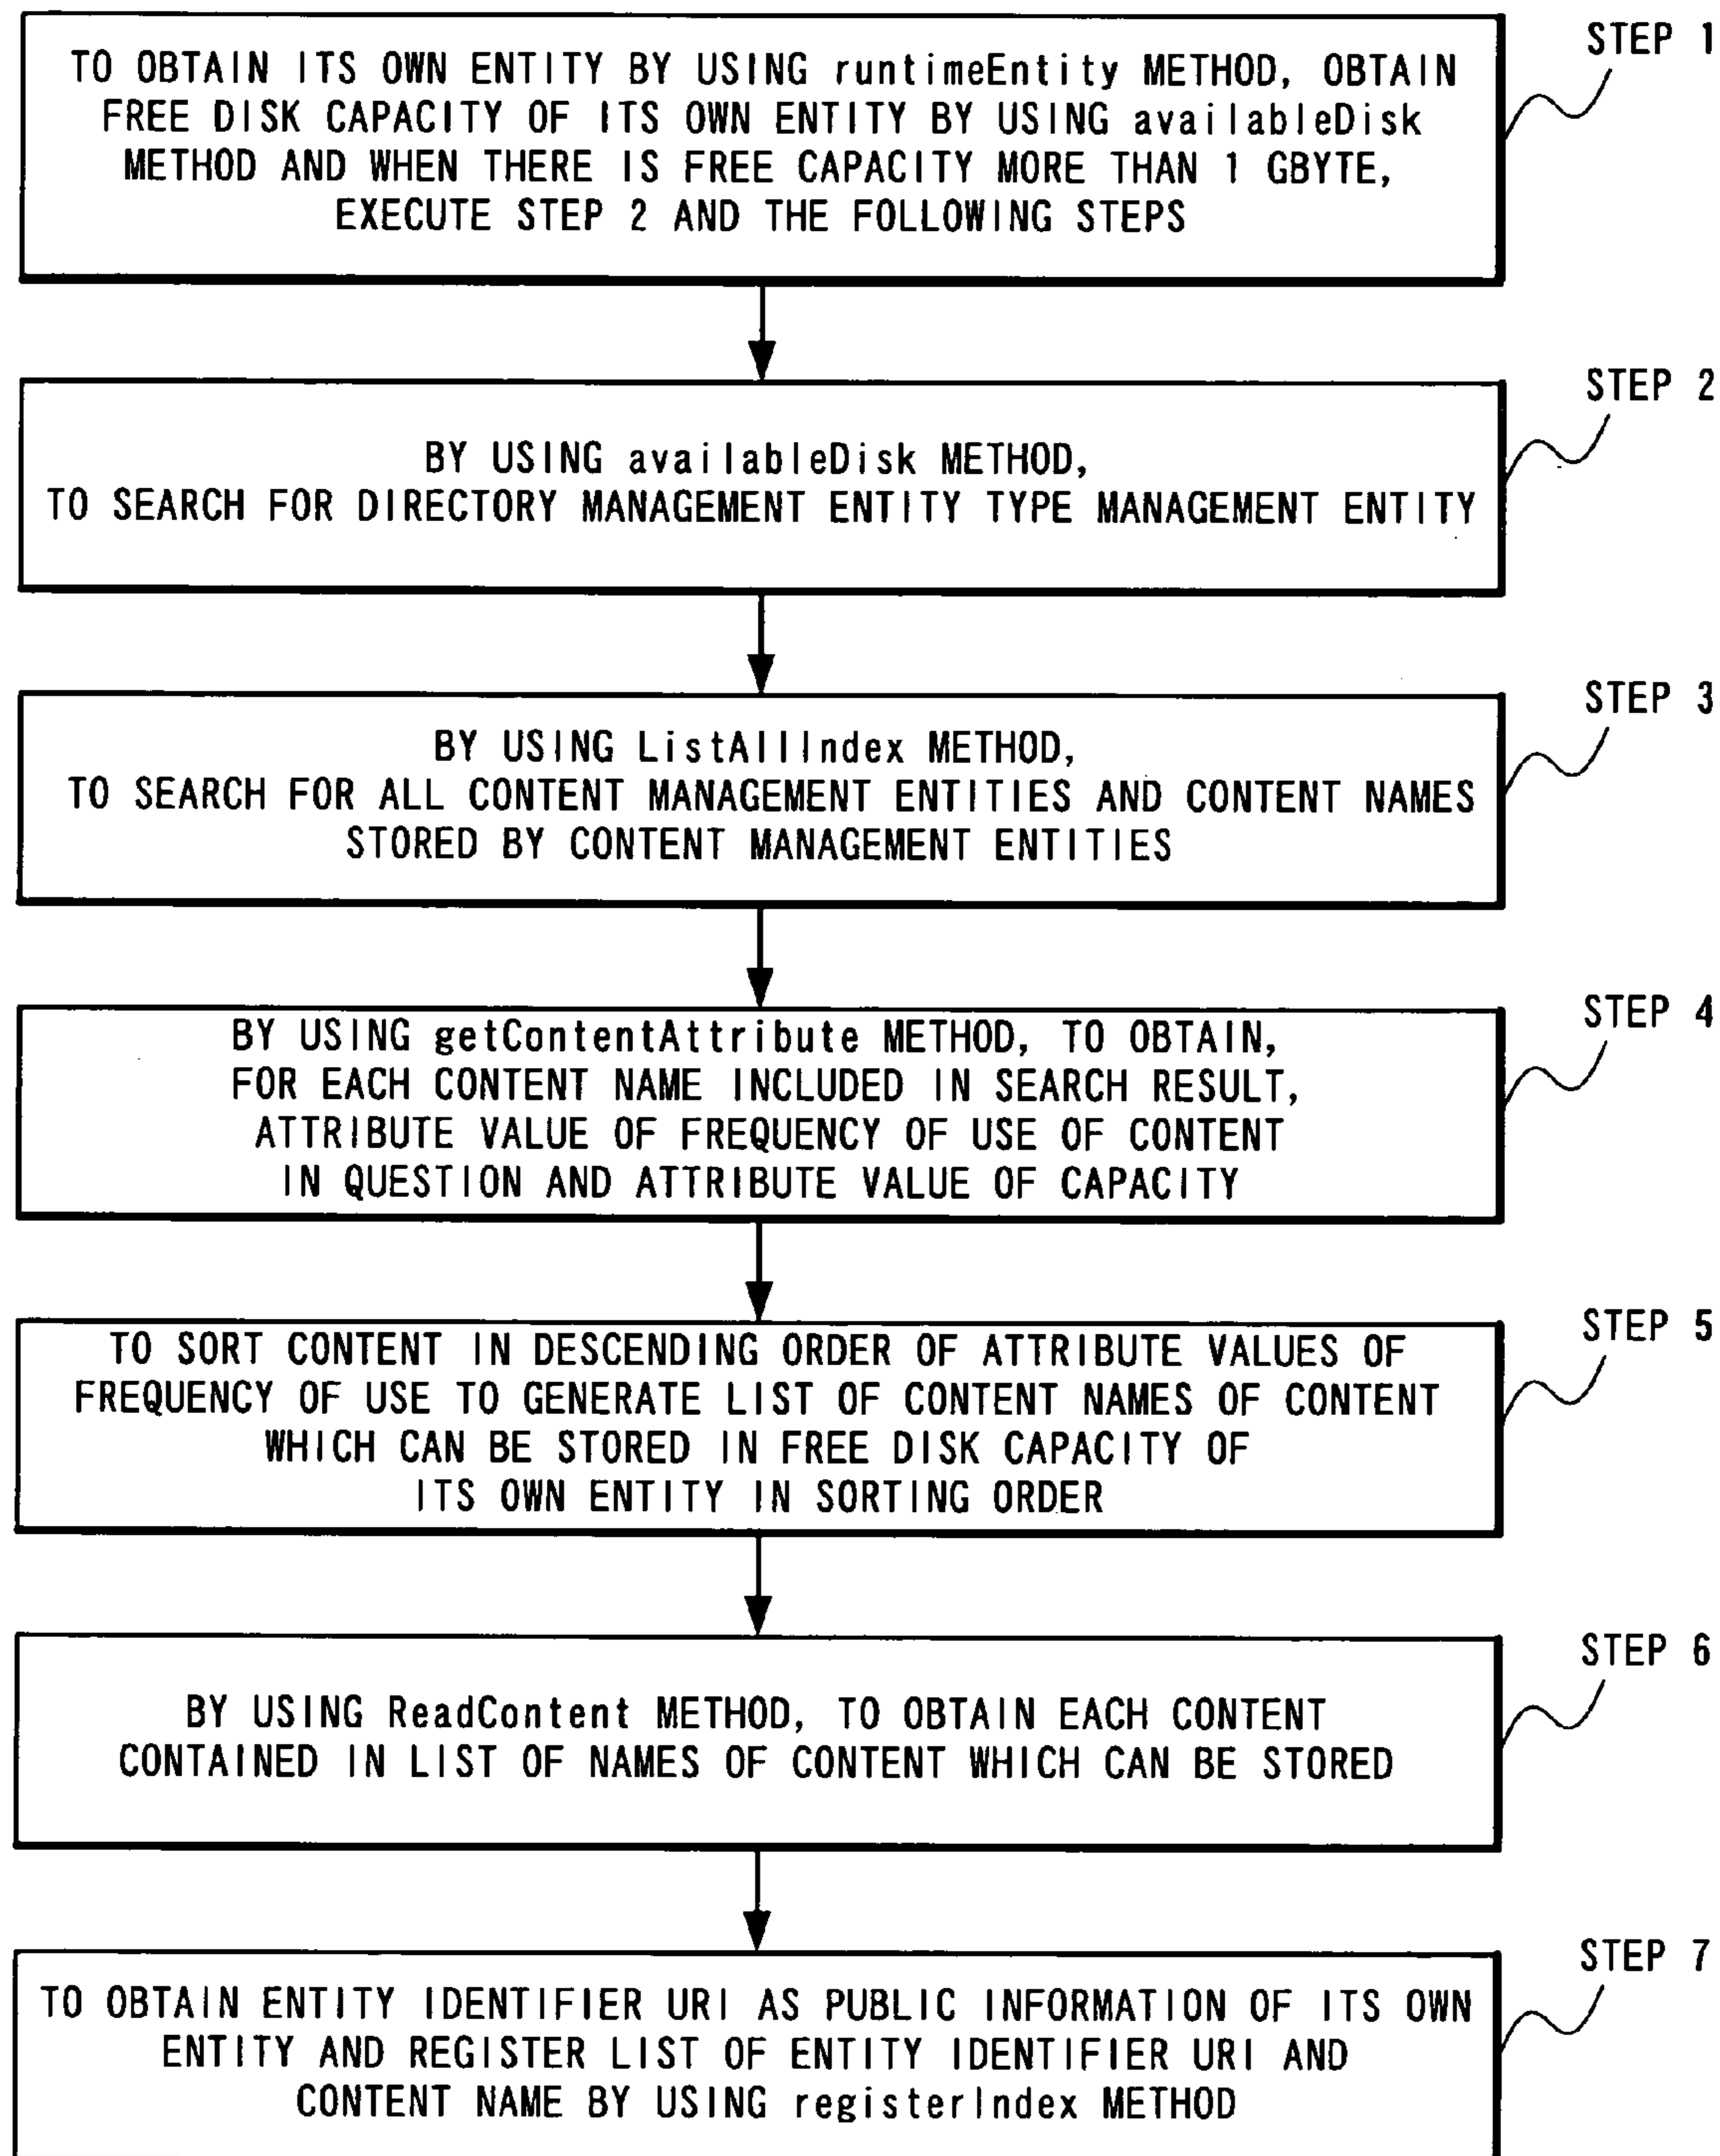 STEP 1
TO OBTAIN ITS OWN ENTITY BY USING runtimeEntity METHOD, OBTAIN
FREE DISK CAPACITY OF ITS OWN ENTITY BY USING availableDisk
METHOD AND WHEN THERE IS FREE CAPACITY MORE THAN 1 GBYTE,
EXECUTE STEP 2 AND THE FOLLOWING STEPS
STEP 2
BY USING availableDisk METHOD,
TO SEARCH FOR DIRECTORY MANAGEMENT ENTITY TYPE MANAGEMENT ENTITY
STEP 3
BY USING ListAllIndex METHOD,
TO SEARCH FOR ALL CONTENT MANAGEMENT ENTITIES AND CONTENT NAMES
STORED BY CONTENT MANAGEMENT ENTITIES
STEP 4
BY USING getContentAttribute METHOD, TO OBTAIN,
FOR EACH CONTENT NAME INCLUDED IN SEARCH RESULT,
ATTRIBUTE VALUE OF FREQUENCY OF USE OF CONTENT
IN QUESTION AND ATTRIBUTE VALUE OF CAPACITY
STEP 5
TO SORT CONTENT IN DESCENDING ORDER OF ATTRIBUTE VALUES OF
FREQUENCY OF USE TO GENERATE LIST OF CONTENT NAMES OF CONTENT
WHICH CAN BE STORED IN FREE DISK CAPACITY OF
ITS OWN ENTITY IN SORTING ORDER
STEP 6
BY USING ReadContent METHOD, TO OBTAIN EACH CONTENT
CONTAINED IN LIST OF NAMES OF CONTENT WHICH CAN BE STORED
STEP 7
TO OBTAIN ENTITY IDENTIFIER URI AS PUBLIC INFORMATION OF ITS OWN
ENTITY AND REGISTER LIST OF ENTITY IDENTIFIER URI AND
CONTENT NAME BY USING registerIndex METHOD